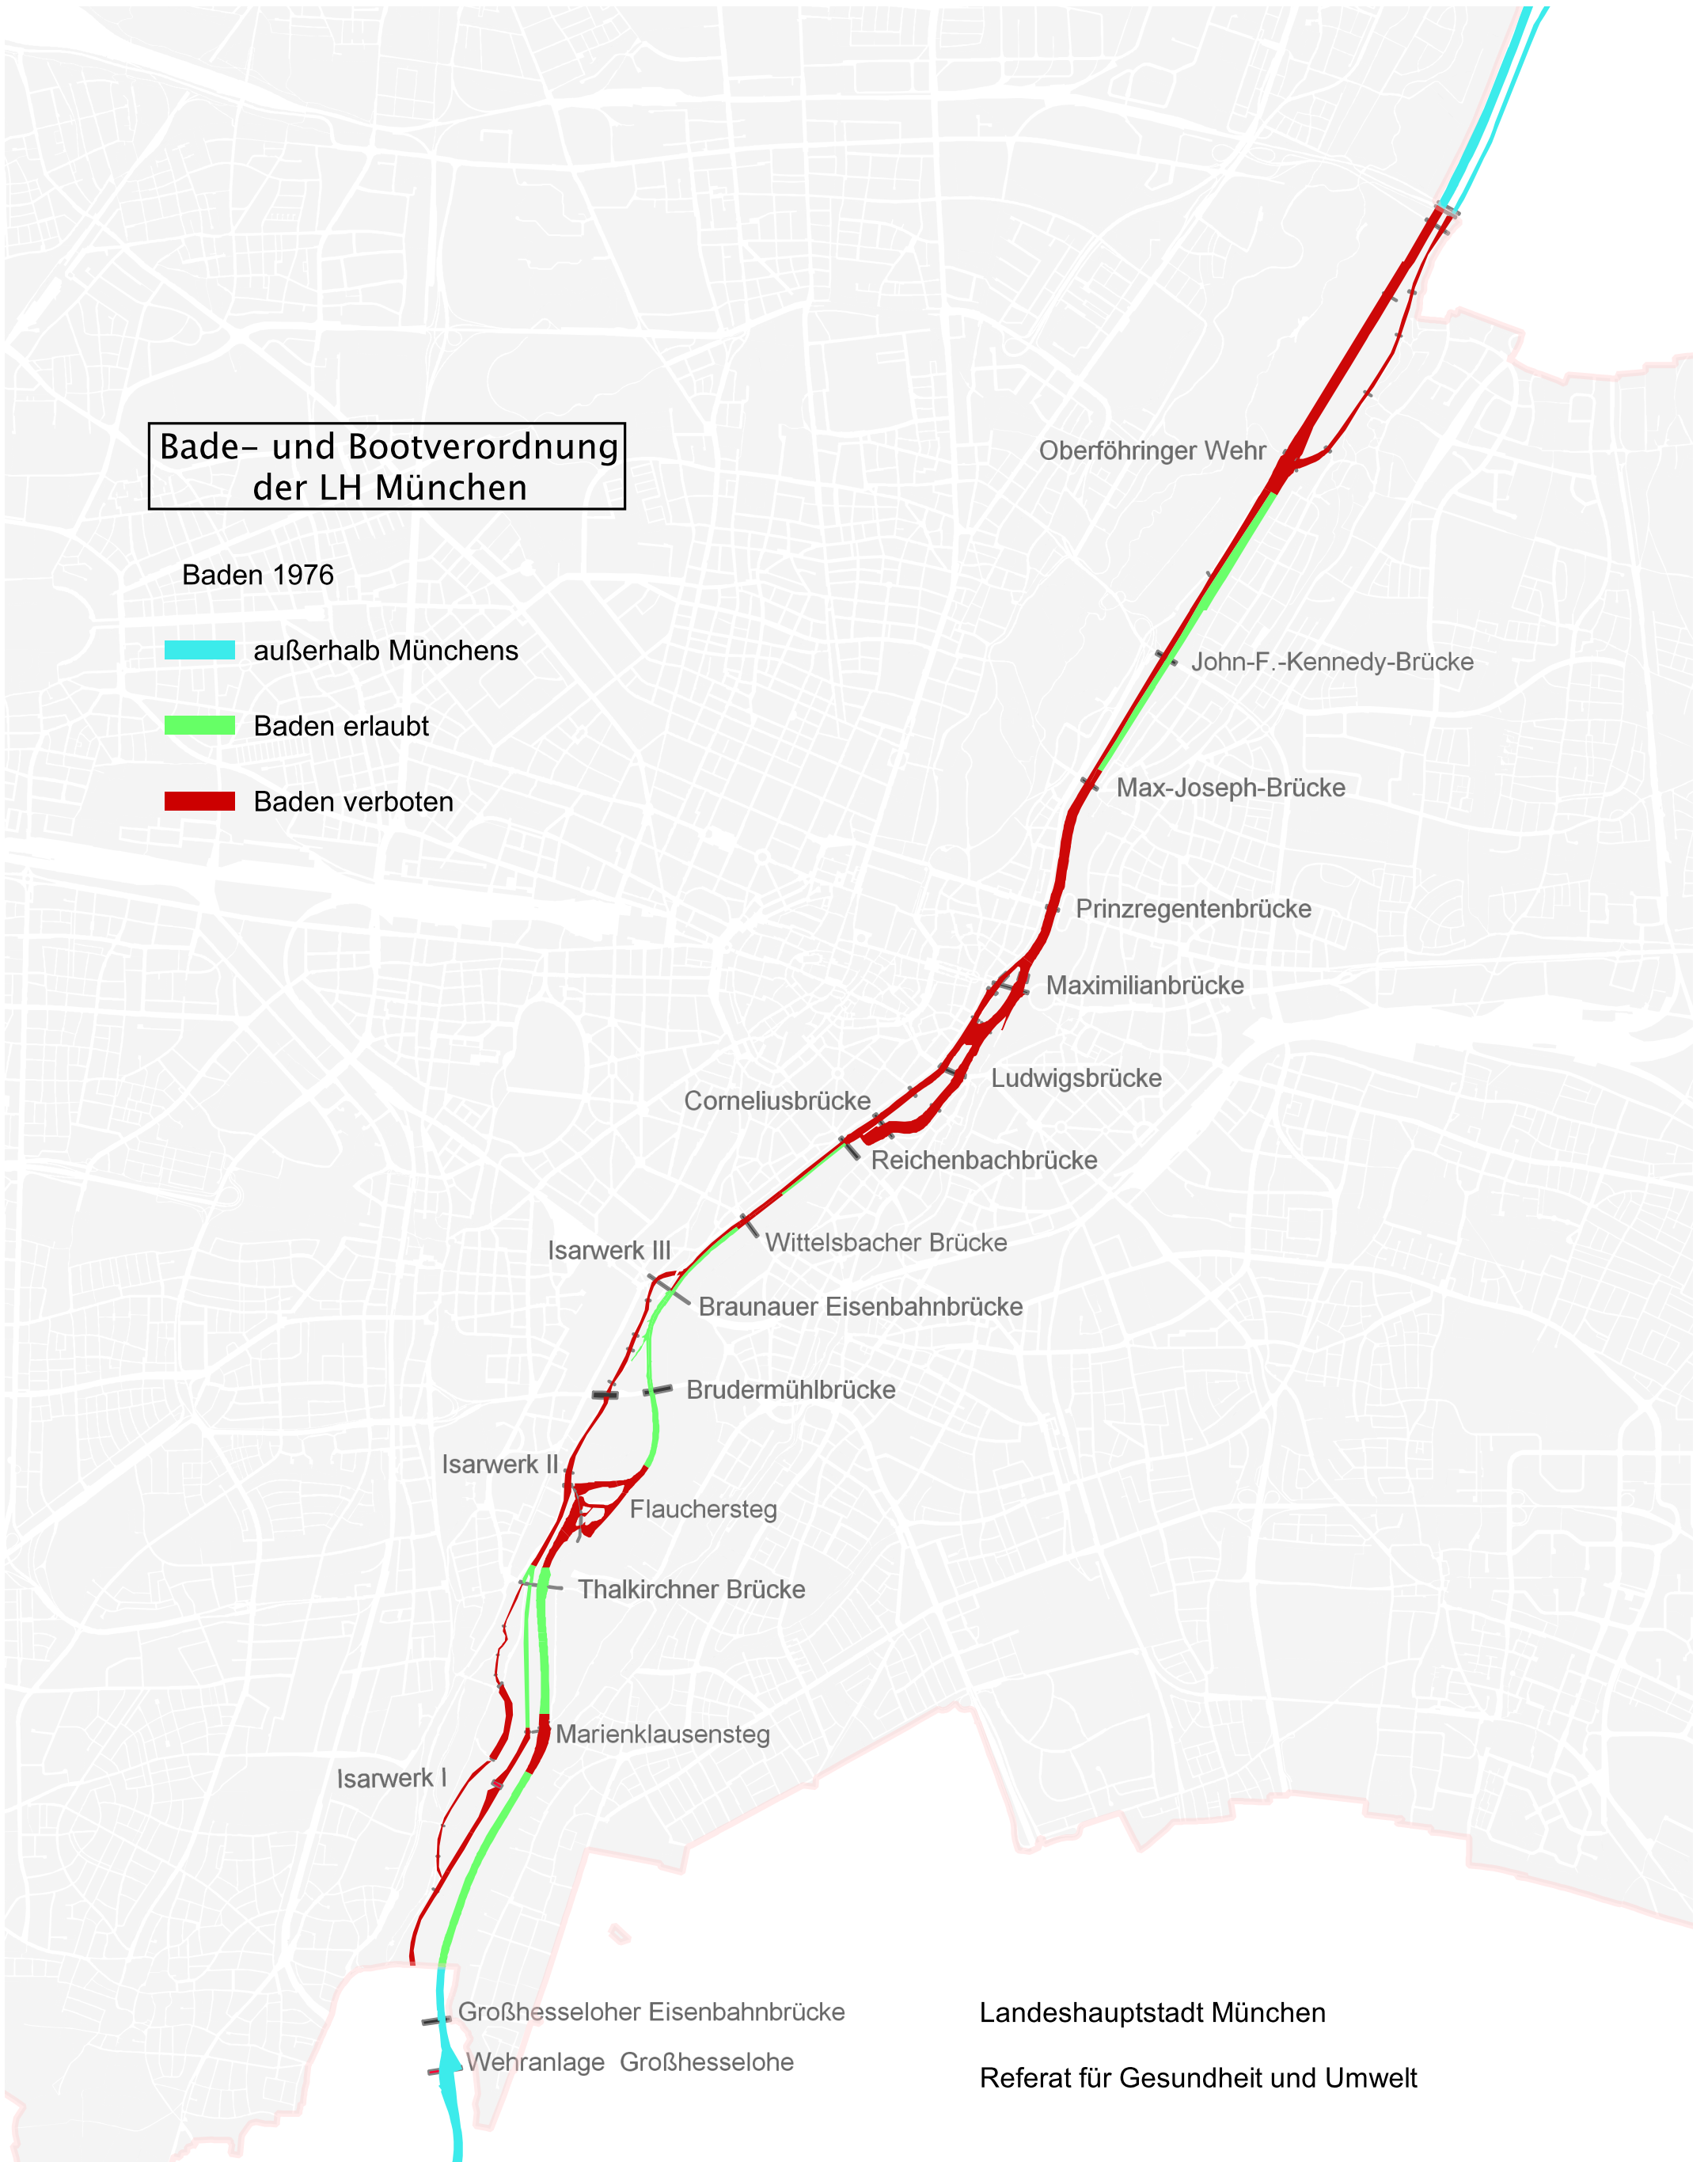 Bade- und Bootverordnung
der LH München
Baden 1976
außerhalb Münchens
Baden erlaubt
Baden verboten
Oberföhringer Wehr
John-F.-Kennedy-Brücke
Max-Joseph-Brücke
Prinzregentenbrücke
Maximilianbrücke
Ludwigsbrücke
Corneliusbrücke
Reichenbachbrücke
Wittelsbacher Brücke
Isarwerk III
Braunauer Eisenbahnbrücke
Brudermühlbrücke
Isarwerk II
Flauchersteg
Thalkirchner Brücke
Marienklausensteg
Isarwerk I
Großhesseloher Eisenbahnbrücke
Wehranlage Großhesselohe
Landeshauptstadt München
Referat für Gesundheit und Umwelt